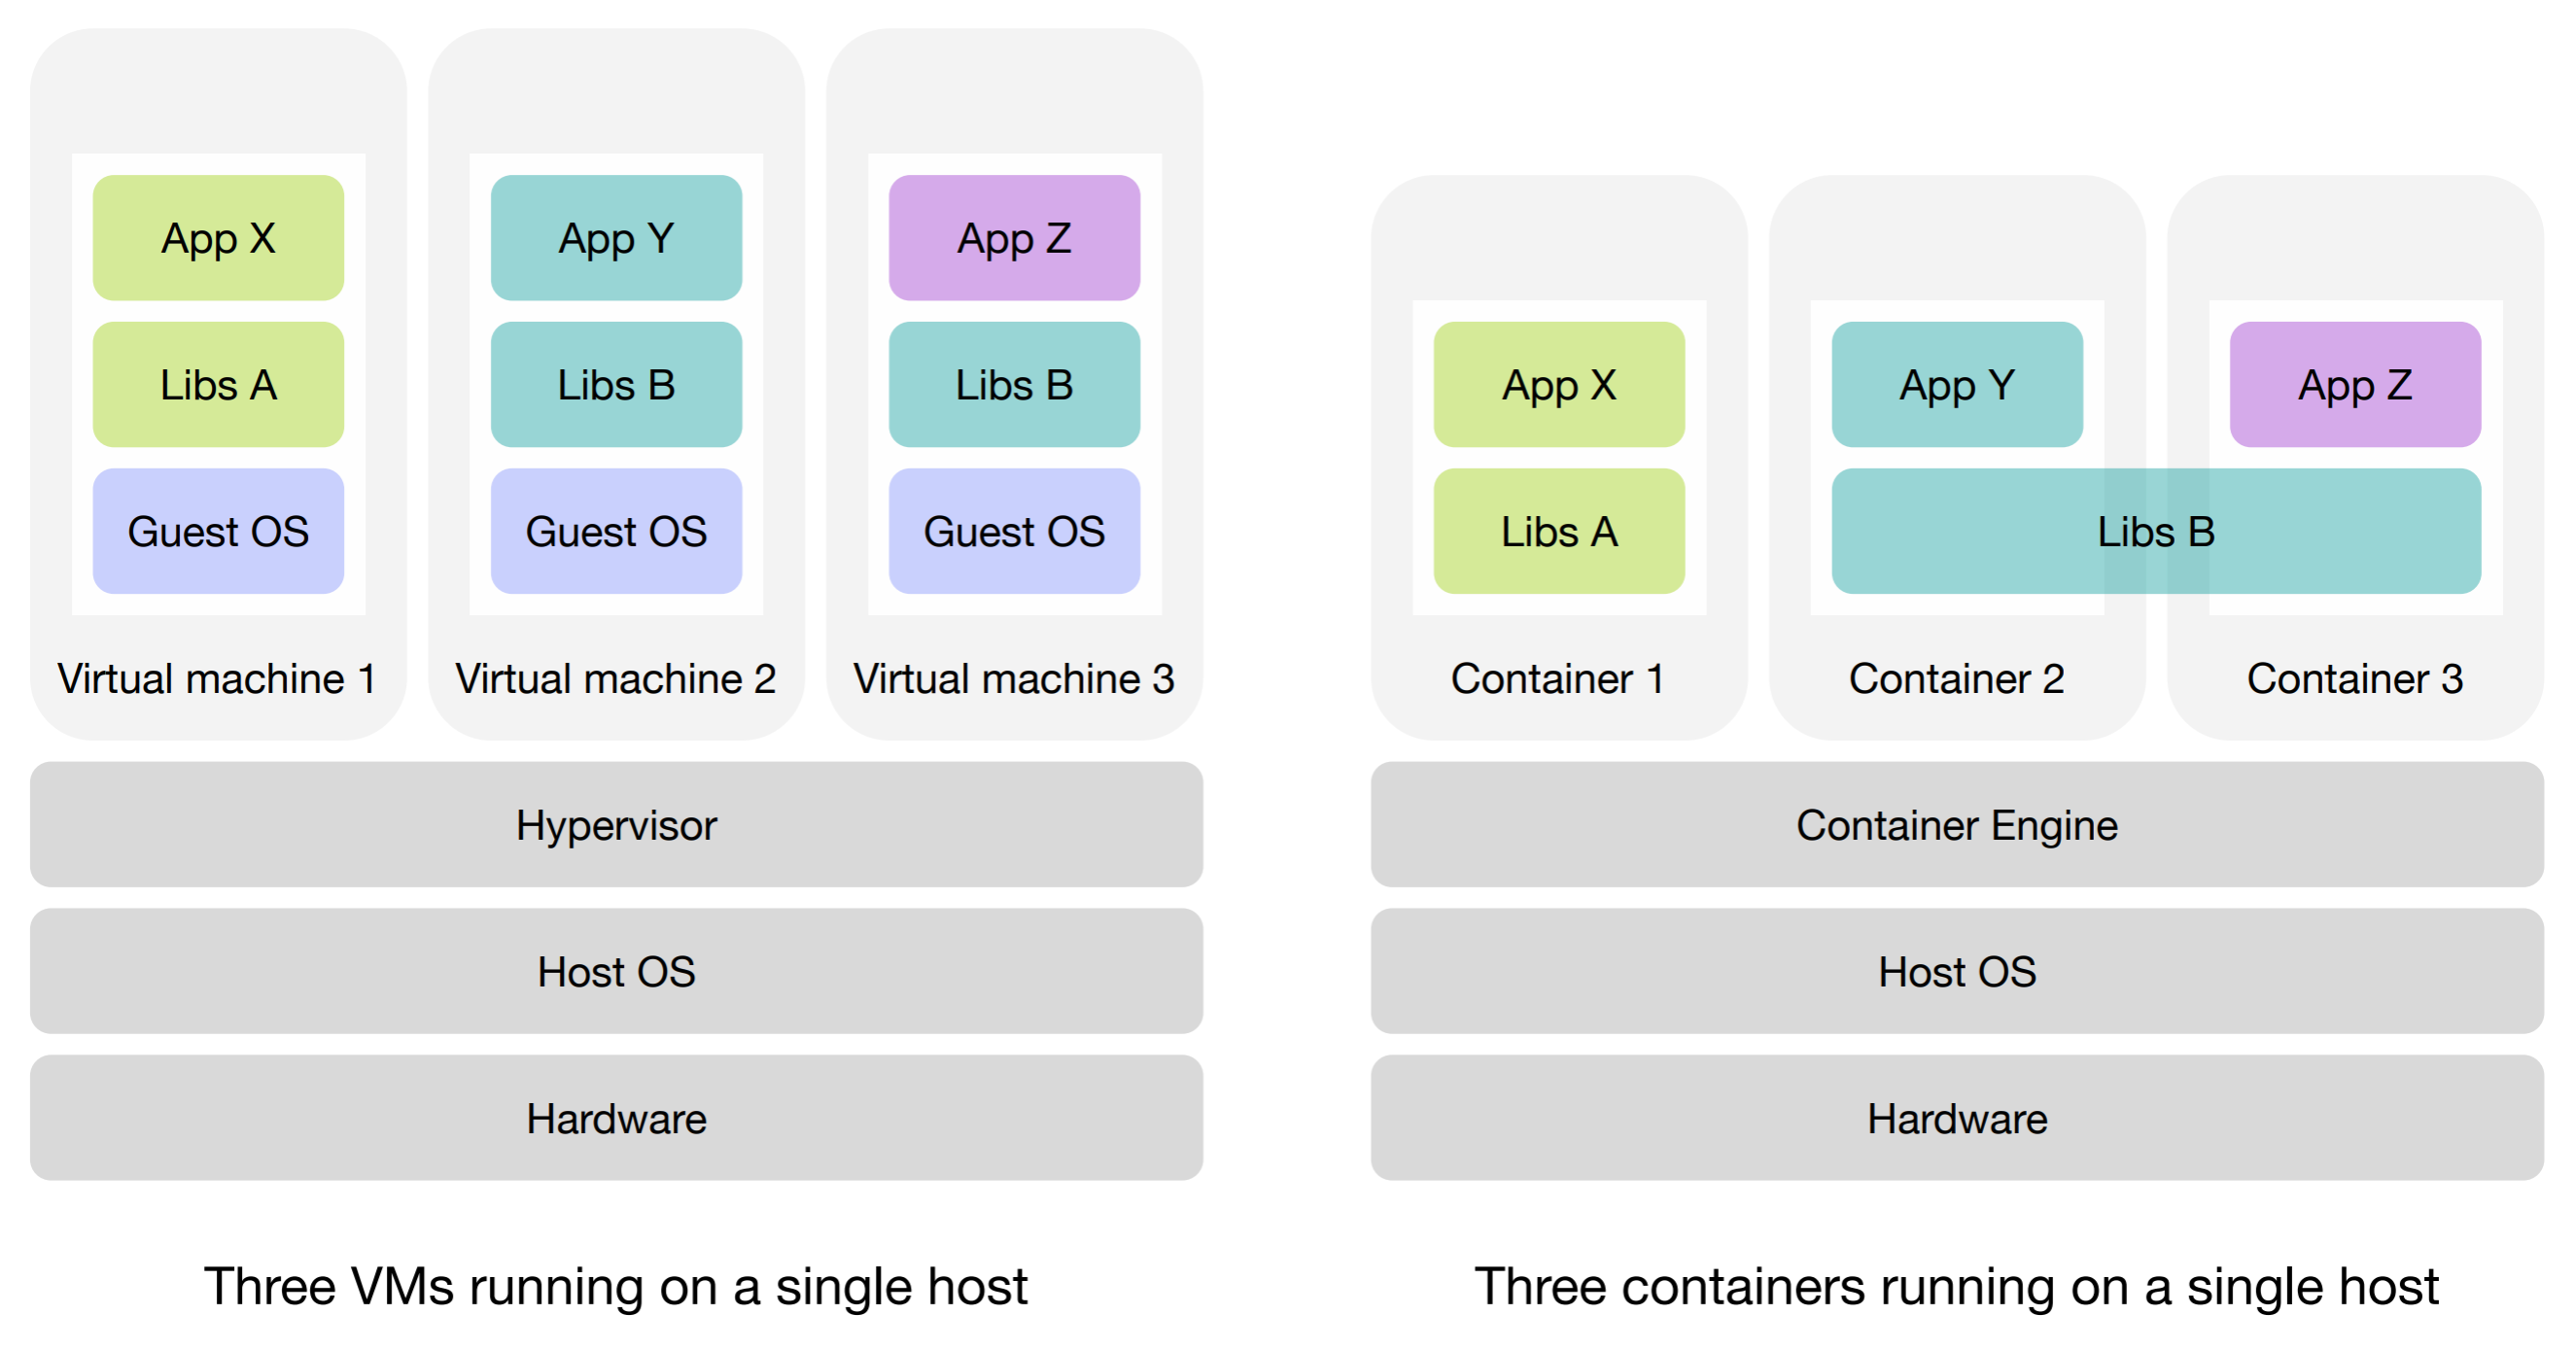 App X
App Y
App Z
Libs A
Libs B
Libs B
Guest OS
Guest OS
Guest OS
Virtual machine 1
Virtual machine 2
Virtual machine 3
Hypervisor
Host OS
Hardware
Three VMs running on a single host
App X
App Y
App Z
Libs A
Libs B
Container 1
Container 2
Container 3
Container Engine
Host OS
Hardware
Three containers running on a single host